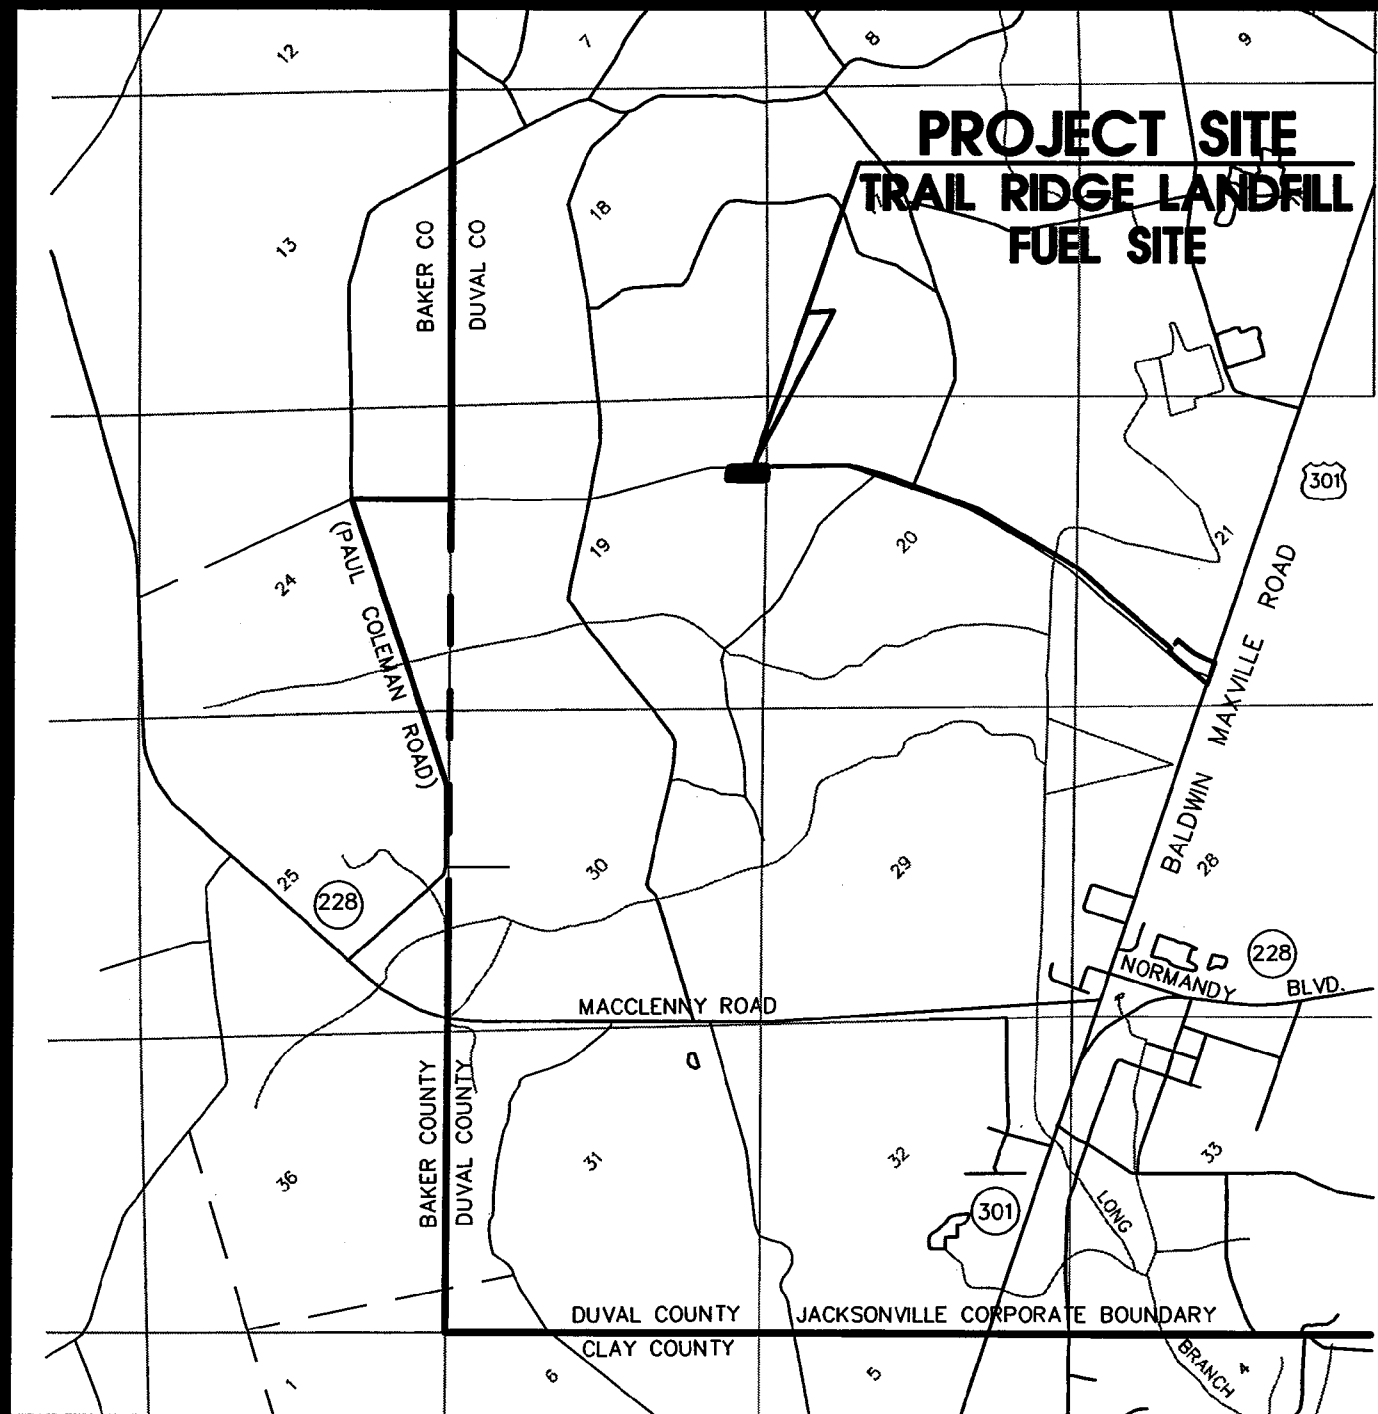 12
7
8
9
PROJECT SITE
TRAIL RIDGE LANDFILL
FUEL SITE
13
BAKER CO
DUVAL CO
18
301
(PAUL COLEMAN ROAD)
24
19
20
21
BALDWIN MAXVILLE ROAD
25
228
30
29
28
228
NORMANDY BLVD.
MACCLENNY ROAD
BAKER COUNTY
DUVAL COUNTY
36
31
32
33
301
LONG
DUVAL COUNTY
JACKSONVILLE CORPORATE BOUNDARY
CLAY COUNTY
BRANCH
1
6
5
4